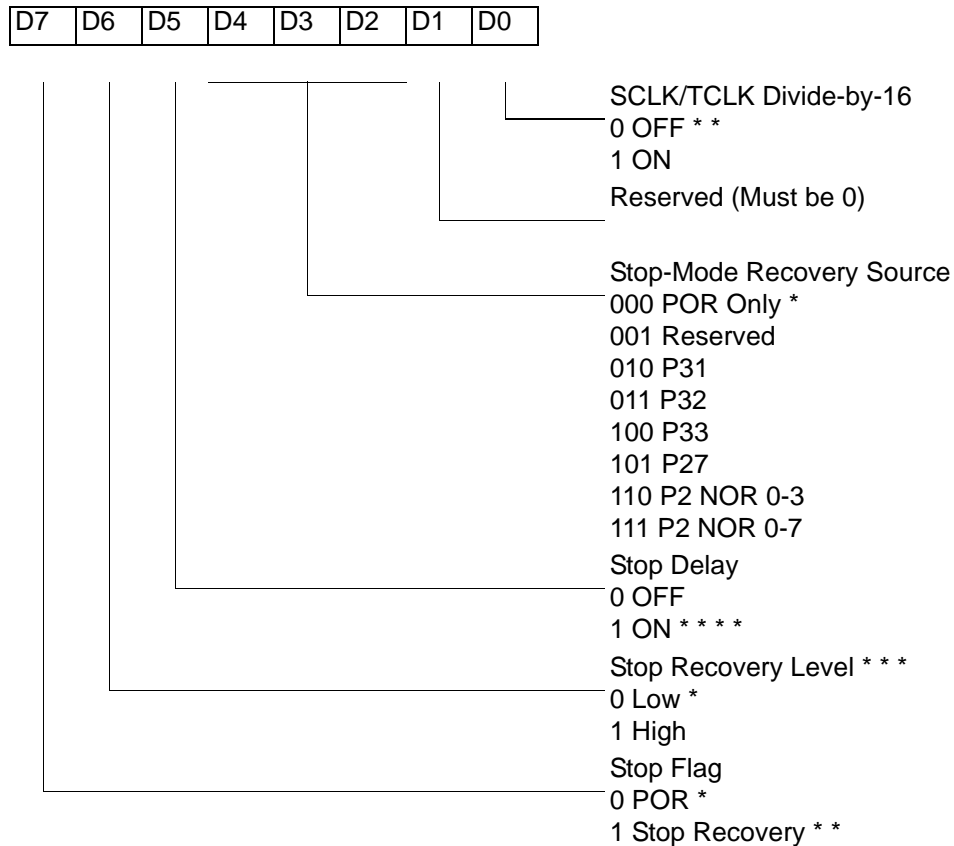 D7 D6 D5 D4 D3 D2 D1 D0
SCLK/TCLK Divide-by-16
0 OFF * *
1 ON
Reserved (Must be 0)
Stop-Mode Recovery Source
000 POR Only *
001 Reserved
010 P31
011 P32
100 P33
101 P27
110 P2 NOR 0-3
111 P2 NOR 0-7
Stop Delay
0 OFF
1 ON * * * *
Stop Recovery Level * * *
0 Low *
1 High
Stop Flag
0 POR *
1 Stop Recovery * *